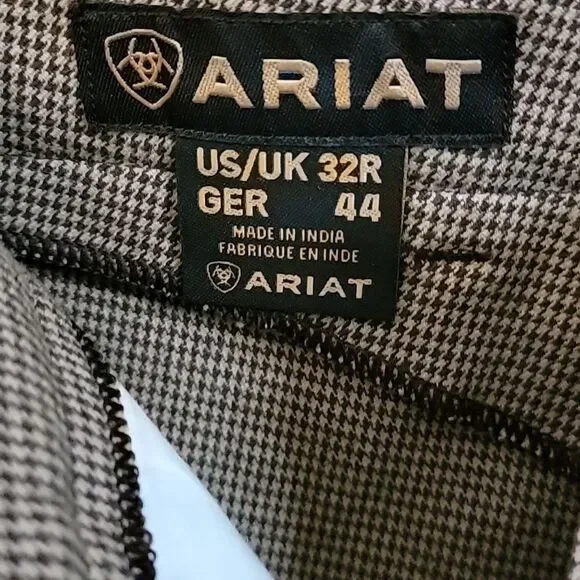 ARIAT
US/UK 32R
GER 44
MADE IN INDIA
FABRIQUE EN INDE
ARIAT